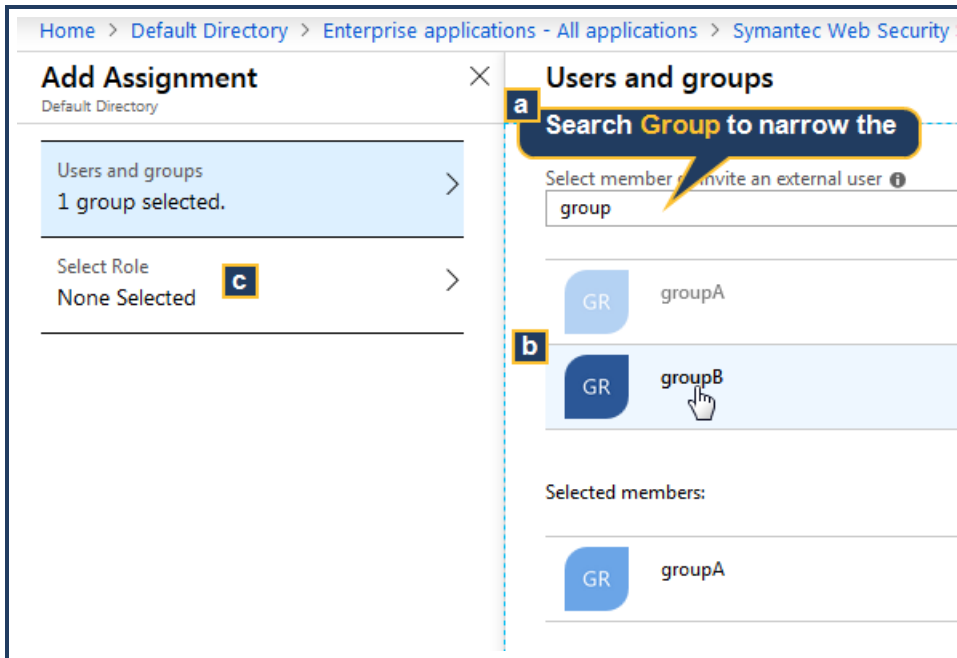 Home > Default Directory > Enterprise applications - All applications > Symantec Web Security
Add Assignment
Default Directory
Users and groups
1 group selected.
Select Role
None Selected
c
Users and groups
a
Search Group to narrow the
Select member invite an external user
group
GR groupA
b
GR groupB
Selected members:
GR groupA